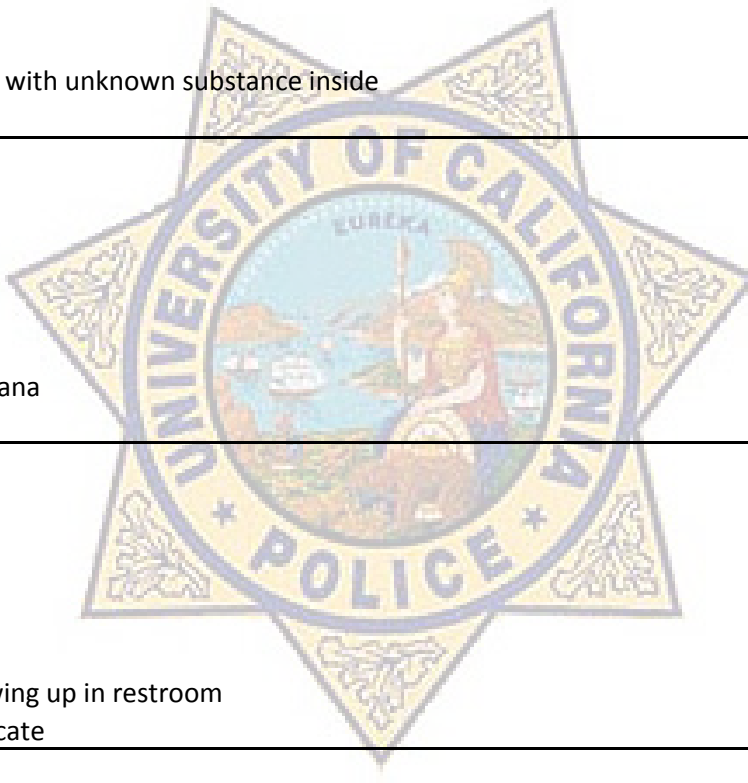 with unknown substance inside
UNIVERSITY OF CALIFORNIA
EUREKA
ana
ving up in restroom
cate
POLICE